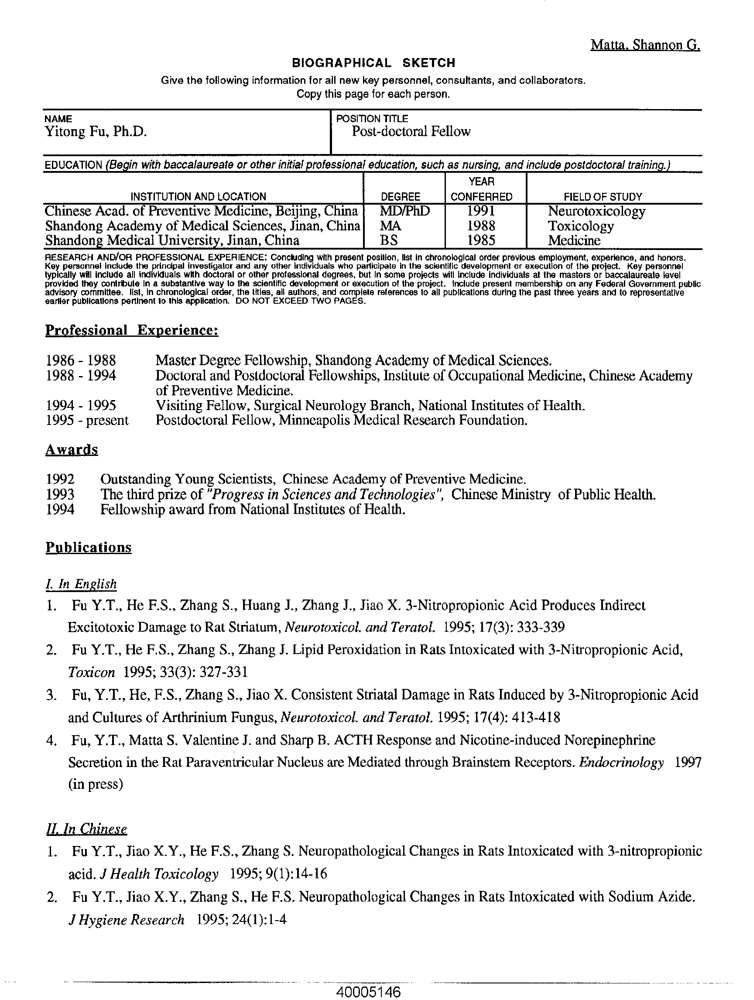 Matta, Shannon G.
BIOGRAPHICAL SKETCH
Give the following information for all new key personnel, consultants, and collaborators.
Copy this page for each person.
NAME
Yitong Fu, Ph.D.
POSITION TITLE
Post-doctoral Fellow
EDUCATION (Begin with baccalaureate or other initial professional education, such as nursing, and include postdoctoral training.)
INSTITUTION AND LOCATION DEGREE YEAR CONFERRED FIELD OF STUDY
Chinese Acad. of Preventive Medicine, Beijing, China MD/PhD 1991 Neurotoxicology
Shandong Academy of Medical Sciences, Jinan, China MA 1988 Toxicology
Shandong Medical University, Jinan, China BS 1985 Medicine
RESEARCH AND/OR PROFESSIONAL EXPERIENCE: Concluding with present position, list in chronological order previous employment, experience, and honors.
Key personnel include the principal investigator and any other individuals who participate in the scientific development or execution of the project. Key personnel
typically will include all individuals with doctoral or other professional degrees, but in some projects will include individuals at the masters or baccalaureate level
provided they contribute in a substantive way to the scientific development or execution of the project. Include present membership on any Federal Government public
advisory committee. list, in chronological order, the titles, all authors, and complete references to all publications during the past three years and to representative
earlier publications pertinent to this application. DO NOT EXCEED TWO PAGES.
Professional Experience:
1986 - 1988 Master Degree Fellowship, Shandong Academy of Medical Sciences.
1988 - 1994 Doctoral and Postdoctoral Fellowships, Institute of Occupational Medicine, Chinese Academy
of Preventive Medicine.
1994 - 1995 Visiting Fellow, Surgical Neurology Branch, National Institutes of Health.
1995 - present Postdoctoral Fellow, Minneapolis Medical Research Foundation.
Awards
1992 Outstanding Young Scientists, Chinese Academy of Preventive Medicine.
1993 The third prize of "Progress in Sciences and Technologies", Chinese Ministry of Public Health.
1994 Fellowship award from National Institutes of Health.
Publications
I. In English
1. Fu Y.T., He F.S., Zhang S., Huang J., Zhang J., Jiao X. 3-Nitropropionic Acid Produces Indirect
Excitotoxic Damage to Rat Striatum, Neurotoxicol. and Teratol. 1995; 17(3): 333-339
2. Fu Y.T., He F.S., Zhang S., Zhang J. Lipid Peroxidation in Rats Intoxicated with 3-Nitropropionic Acid,
Toxicon 1995; 33(3): 327-331
3. Fu, Y.T., He, F.S., Zhang S., Jiao X. Consistent Striatal Damage in Rats Induced by 3-Nitropropionic Acid
and Cultures of Arthrinium Fungus, Neurotoxicol. and Teratol. 1995; 17(4): 413-418
4. Fu, Y.T., Matta S. Valentine J. and Sharp B. ACTH Response and Nicotine-induced Norepinephrine
Secretion in the Rat Paraventricular Nucleus are Mediated through Brainstem Receptors. Endocrinology 1997
(in press)
II. In Chinese
1. Fu Y.T., Jiao X.Y., He F.S., Zhang S. Neuropathological Changes in Rats Intoxicated with 3-nitropropionic
acid. J Health Toxicology 1995; 9(1):14-16
2. Fu Y.T., Jiao X.Y., Zhang S., He F.S. Neuropathological Changes in Rats Intoxicated with Sodium Azide.
J Hygiene Research 1995; 24(1):1-4
40005146